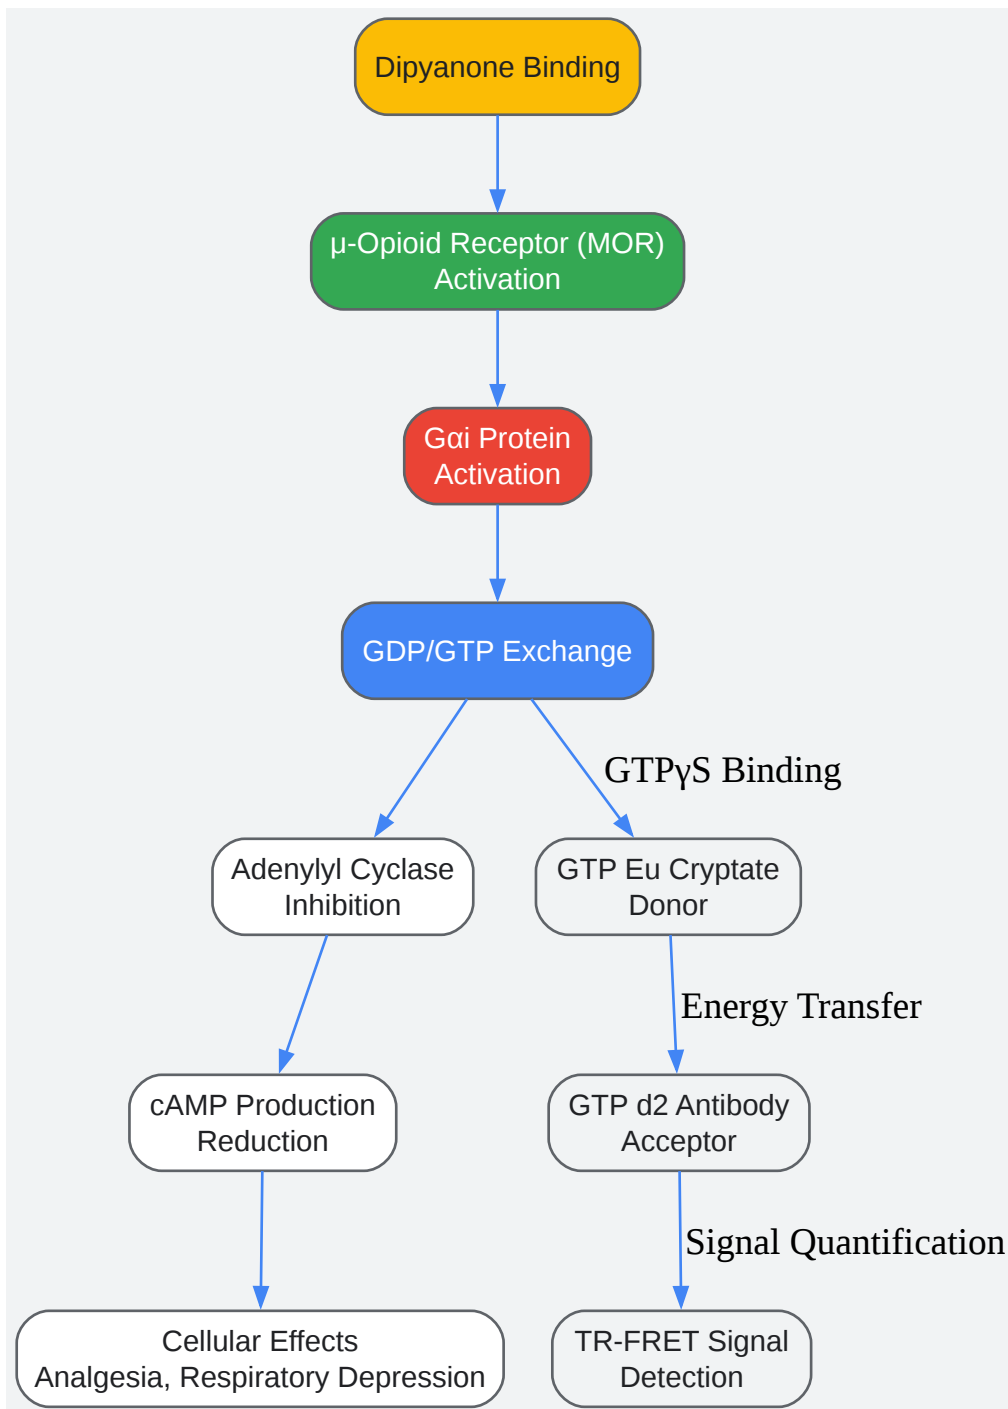 Dipyanone Binding
μ-Opioid Receptor (MOR)
Activation
Gαi Protein
Activation
GDP/GTP Exchange
GTPγS Binding
Adenylyl Cyclase
Inhibition
GTP Eu Cryptate
Donor
Energy Transfer
cAMP Production
Reduction
GTP d2 Antibody
Acceptor
Signal Quantification
Cellular Effects
Analgesia, Respiratory Depression
TR-FRET Signal
Detection